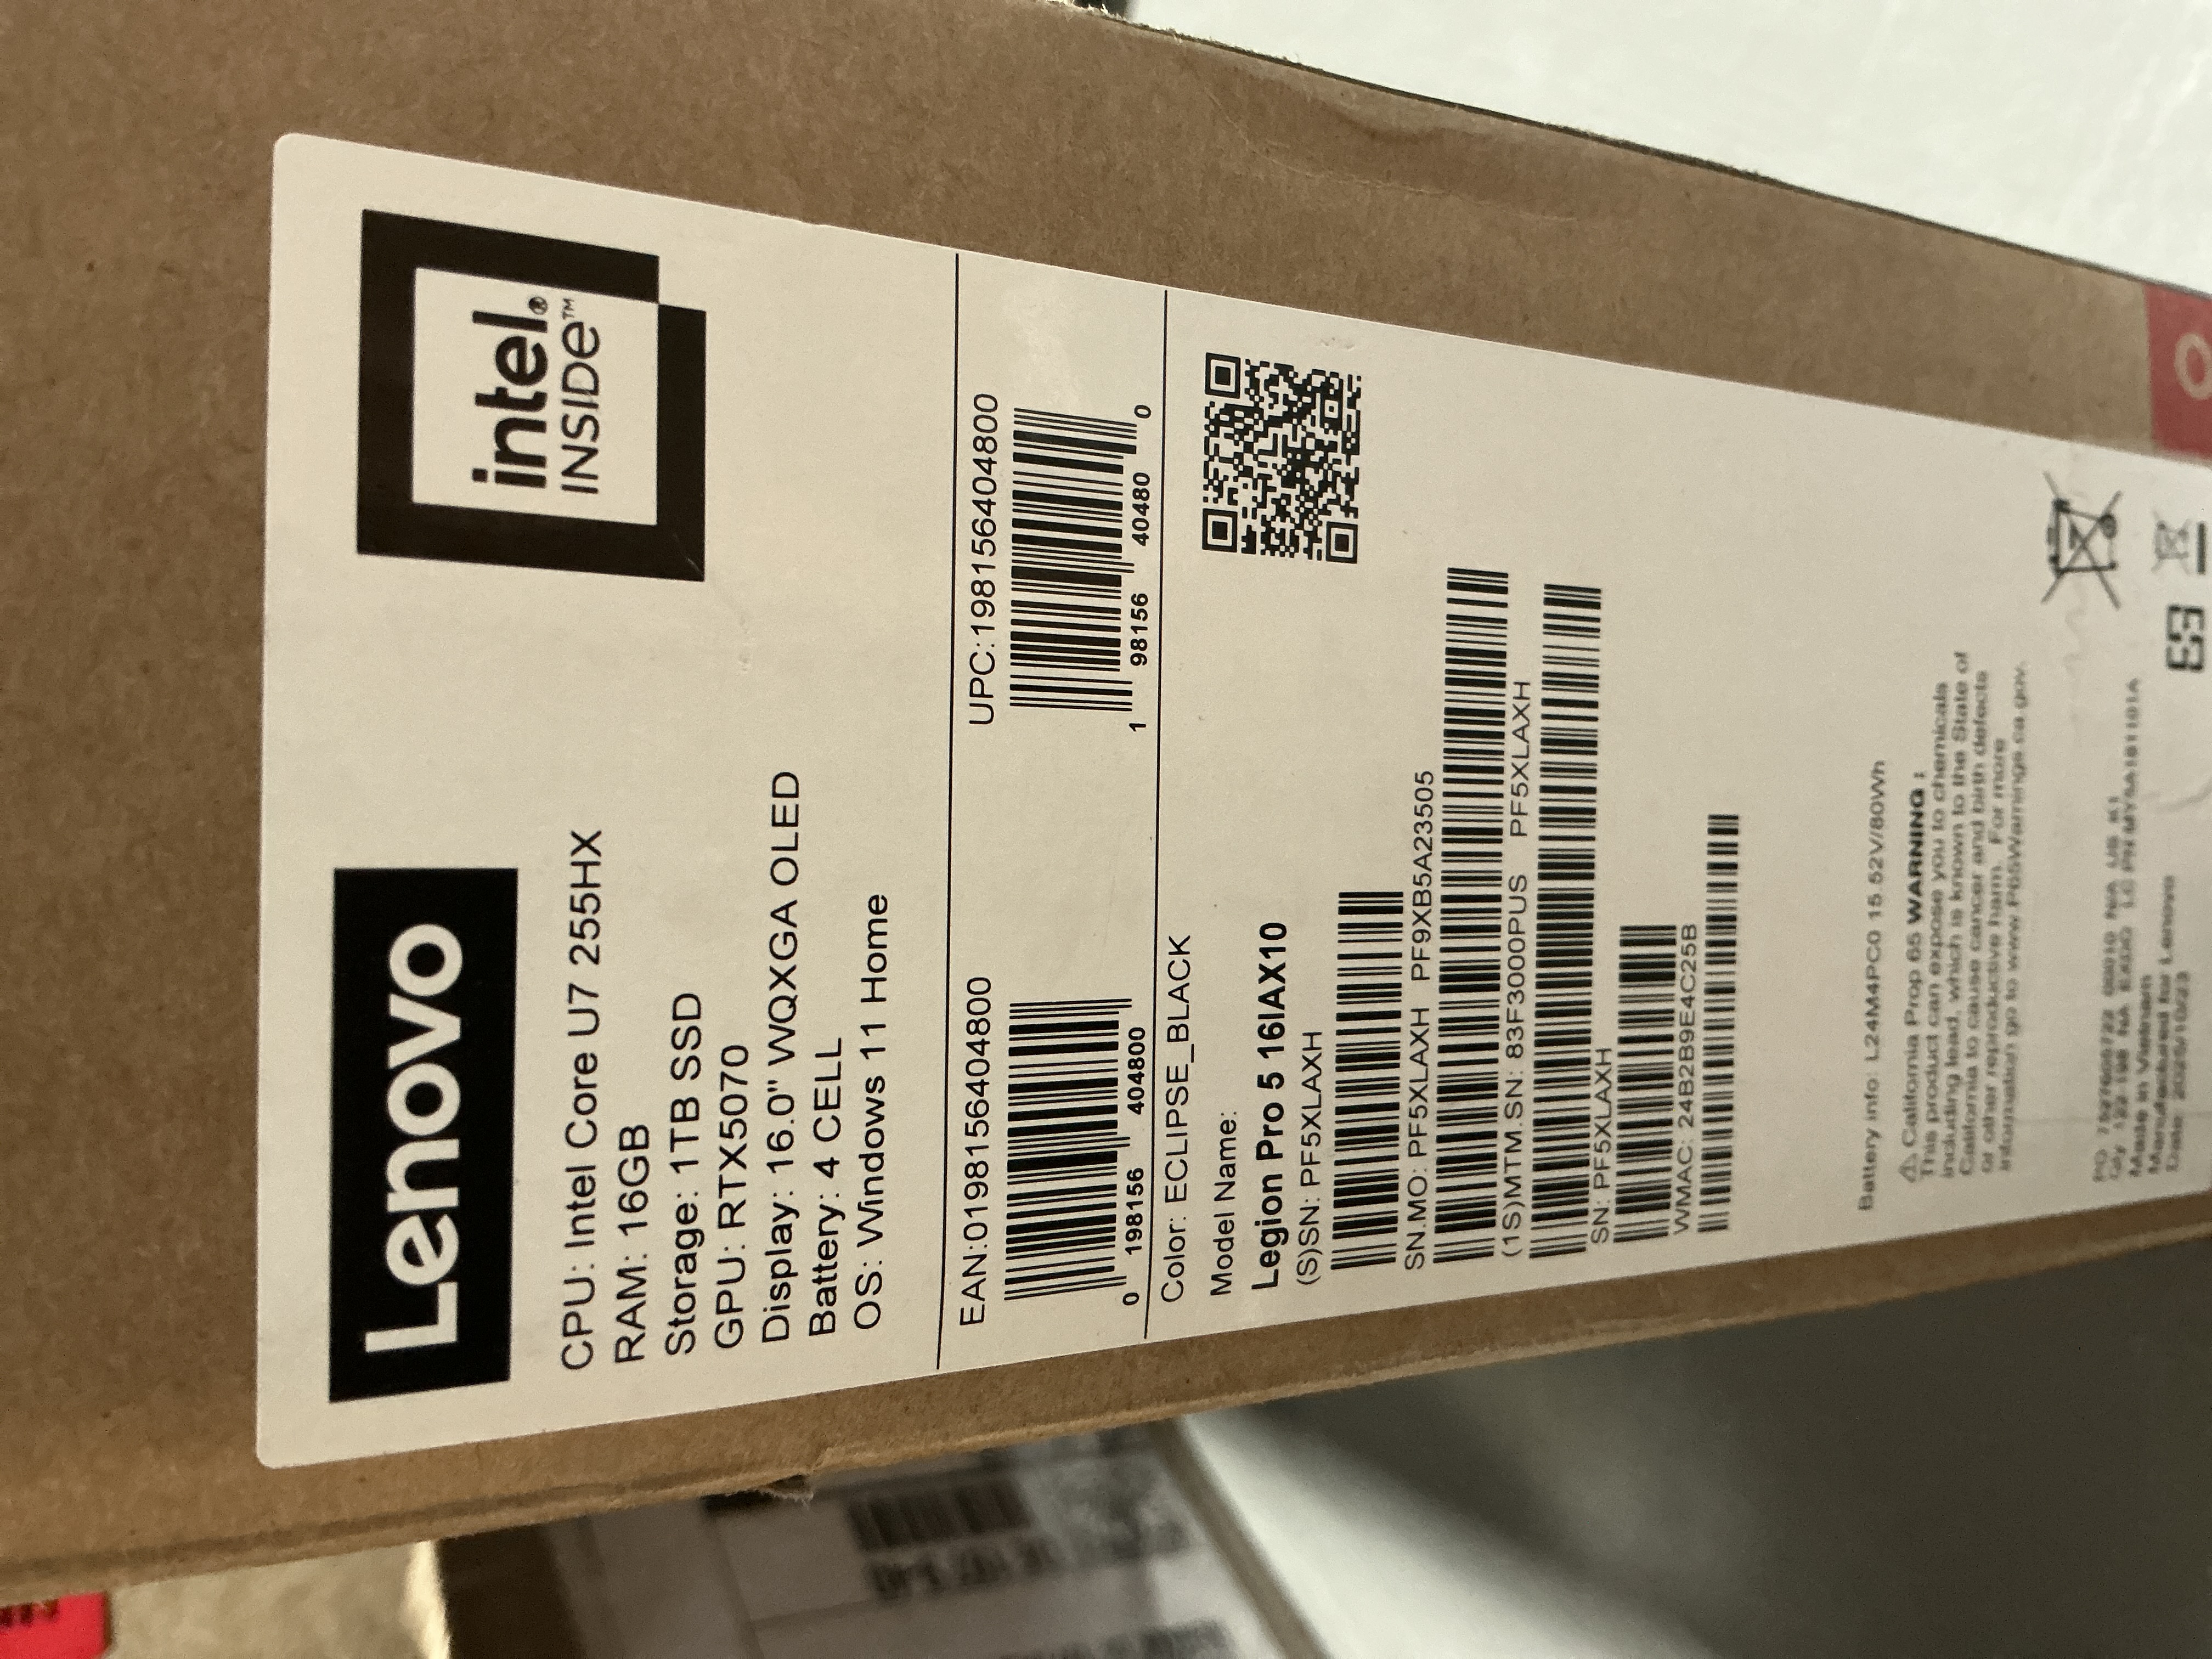 Lenovo
intel®
INSIDE™
CPU: Intel Core U7 255HX
RAM: 16GB
Storage: 1TB SSD
GPU: RTX5070
Display: 16.0" WQXGA OLED
Battery: 4 CELL
OS: Windows 11 Home
EAN:0198156404800
0 198156 404800
UPC:198156404800
1 98156 40480 0
Color: ECLIPSE_BLACK
Model Name:
Legion Pro 5 16IAX10
(S)SN: PF5XLAXH
SN.MO: PF5XLAXH PF9XB5A23505
(1S)MTM.SN: 83F3000PUS PF5XLAXH
SN: PF5XLAXH
WMAC: 24B2B9E4C25B
Battery info: L24M4PC0 15.52V/80Wh
⚠ California Prop 65 WARNING:
This product can expose you to chemicals
including lead, which is known to the State of
California to cause cancer and birth defects
or other reproductive harm. For more
information go to www.P65Warnings.ca.gov.
Made in Vietnam
Manufactured for Lenovo
Date: 2025/10/23